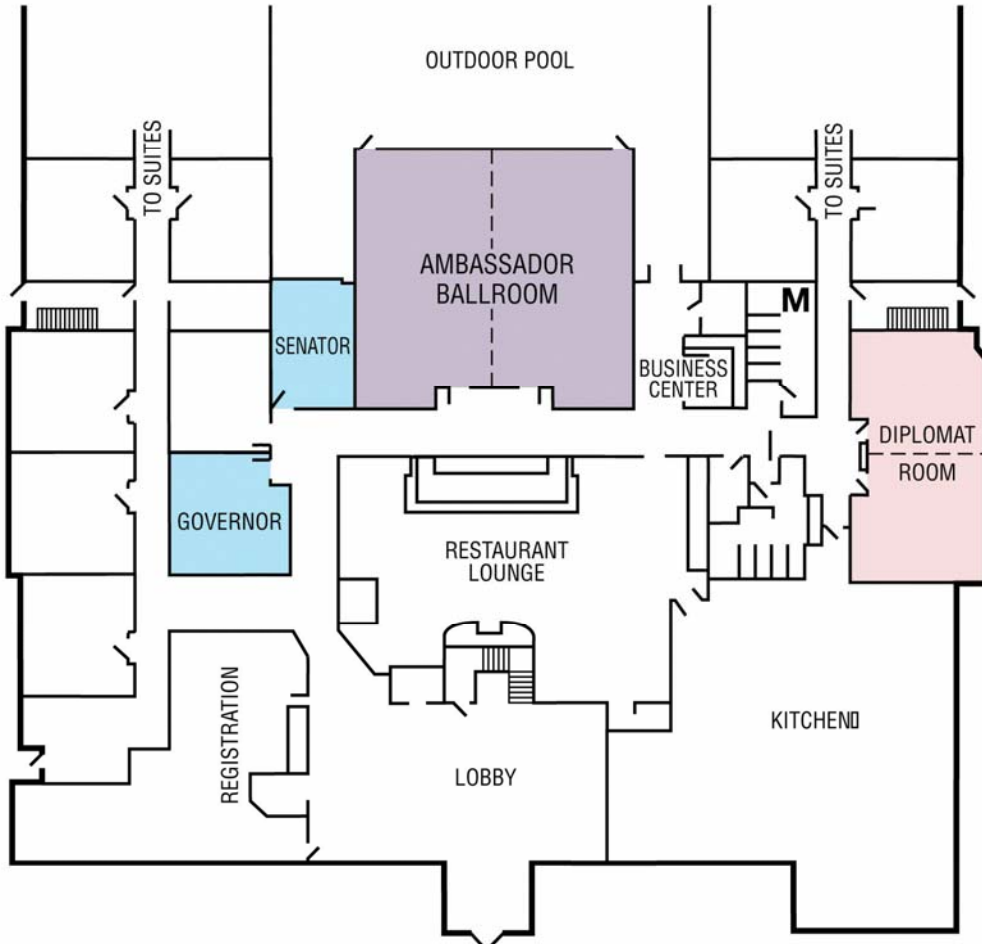 OUTDOOR POOL
TO SUITES
TO SUITES
AMBASSADOR
BALLROOM
M
SENATOR
BUSINESS
CENTER
DIPLOMAT
ROOM
GOVERNOR
RESTAURANT
LOUNGE
REGISTRATION
KITCHEN▯
LOBBY